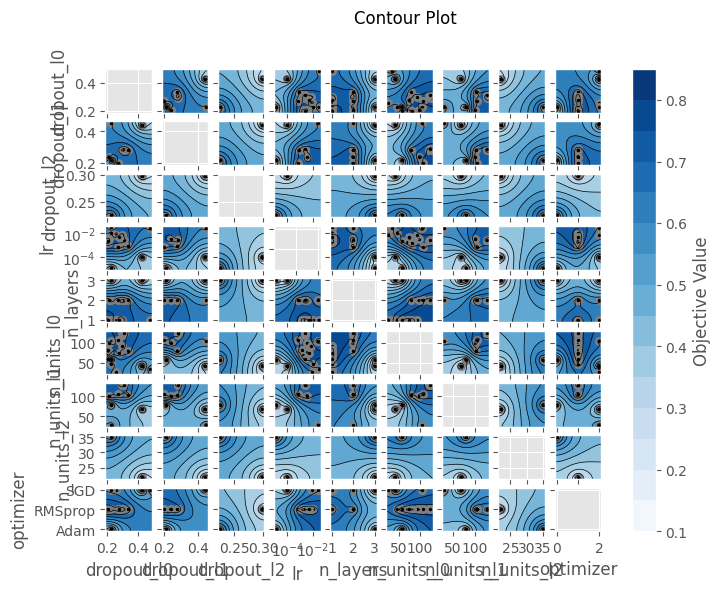 Contour Plot
dropout_l0
0.4
0.2
dropout_l1
0.4
0.2
dropout_l2
0.30
0.25
lr
10⁻²
10⁻⁴
n_layers
3
2
1
n_units_l0
100
50
n_units_l1
100
50
n_units_l2
35
30
25
optimizer
SGD
RMSprop
Adam
0.2 0.4 0.2 0.4 0.25 0.30 10⁻⁴ 10⁻² 1 2 3 50 100 50 100 25 30 35 0 2
dropout_l0 dropout_l1 dropout_l2 lr n_layers n_units_l0 n_units_l1 n_units_l2 optimizer
0.8
0.7
0.6
0.5
0.4
0.3
0.2
0.1
Objective Value